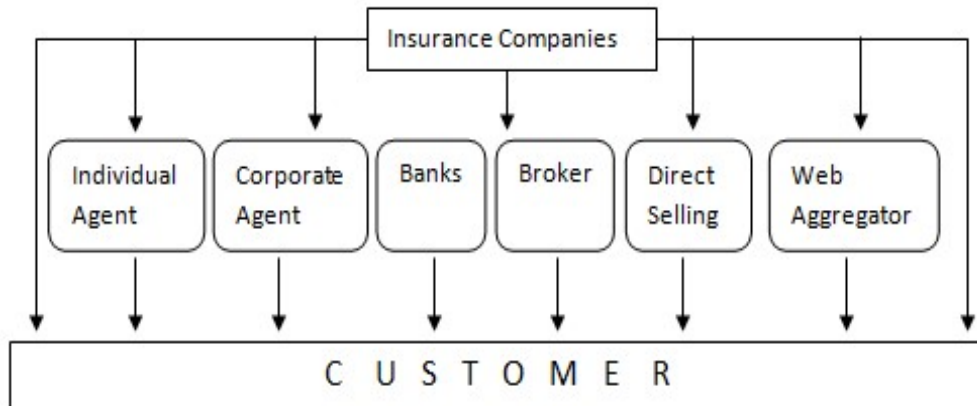 Insurance Companies
Individual
Agent
Corporate
Agent
Banks
Broker
Direct
Selling
Web
Aggregator
C U S T O M E R